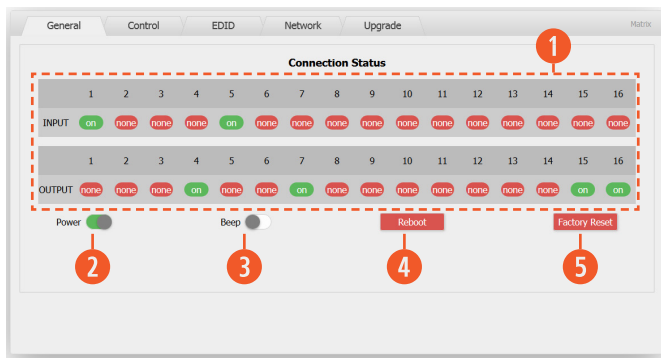 General Control EDID Network Upgrade Matrix
1
Connection Status
1 2 3 4 5 6 7 8 9 10 11 12 13 14 15 16
INPUT on none none none on none none none none none none none none none none none
1 2 3 4 5 6 7 8 9 10 11 12 13 14 15 16
OUTPUT none none none on none none on none none none none none none none on on
Power Beep Reboot Factory Reset
2 3 4 5